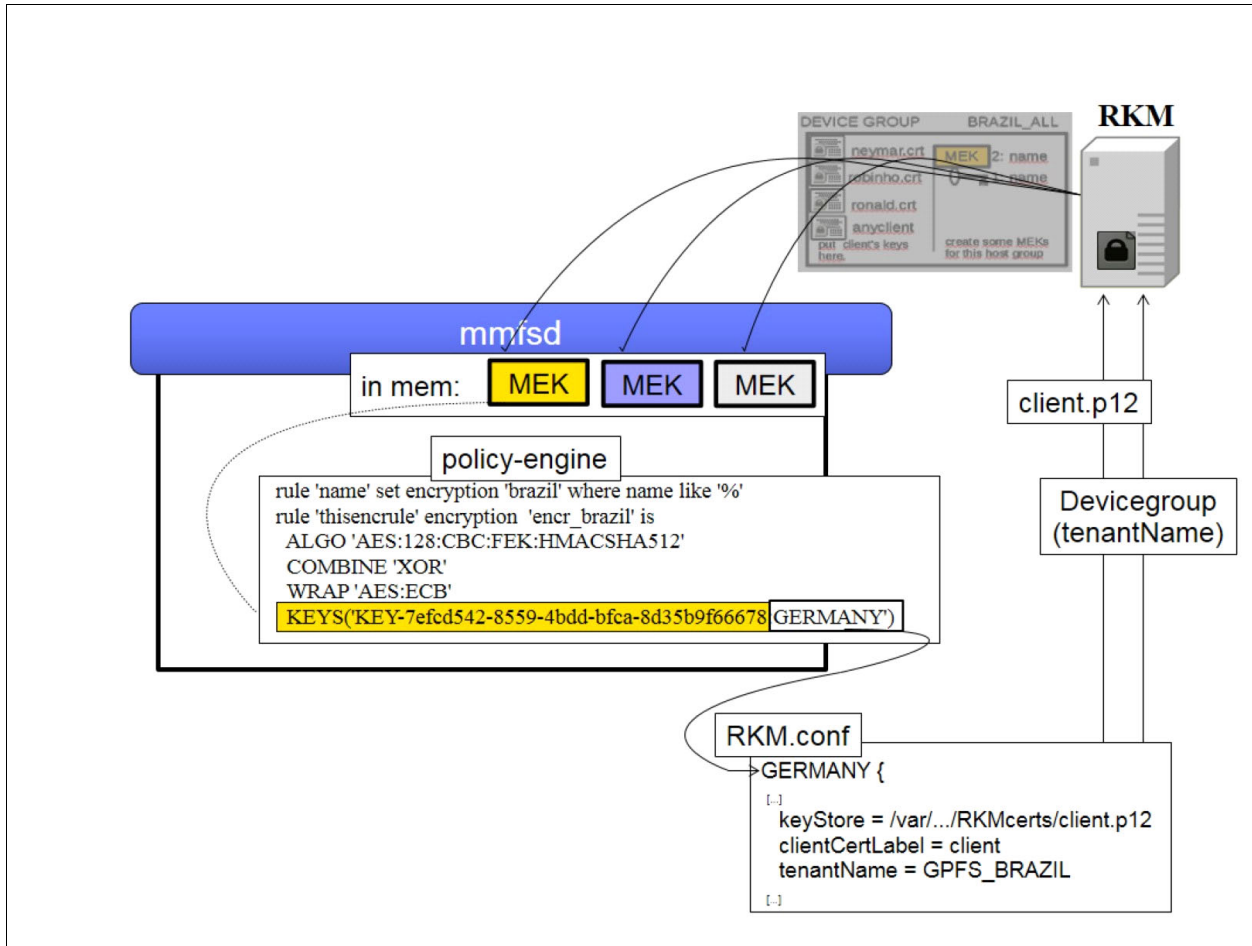 RKM
DEVICE GROUP BRAZIL_ALL
neymar.crt MEK 2: name
robinho.crt 1: name
ronald.crt
anyclient
put client's keys here. create some MEKs for this host group
mmfsd
in mem: MEK MEK MEK
policy-engine
rule 'name' set encryption 'brazil' where name like '%'
rule 'thisencrule' encryption 'encr_brazil' is
ALGO 'AES:128:CBC:FEK:HMACSHA512'
COMBINE 'XOR'
WRAP 'AES:ECB'
KEYS('KEY-7efcd542-8559-4bdd-bfca-8d35b9f66678:GERMANY')
client.p12
Devicegroup
(tenantName)
RKM.conf
GERMANY {
[...]
keyStore = /var/.../RKMcerts/client.p12
clientCertLabel = client
tenantName = GPFS_BRAZIL
[...]